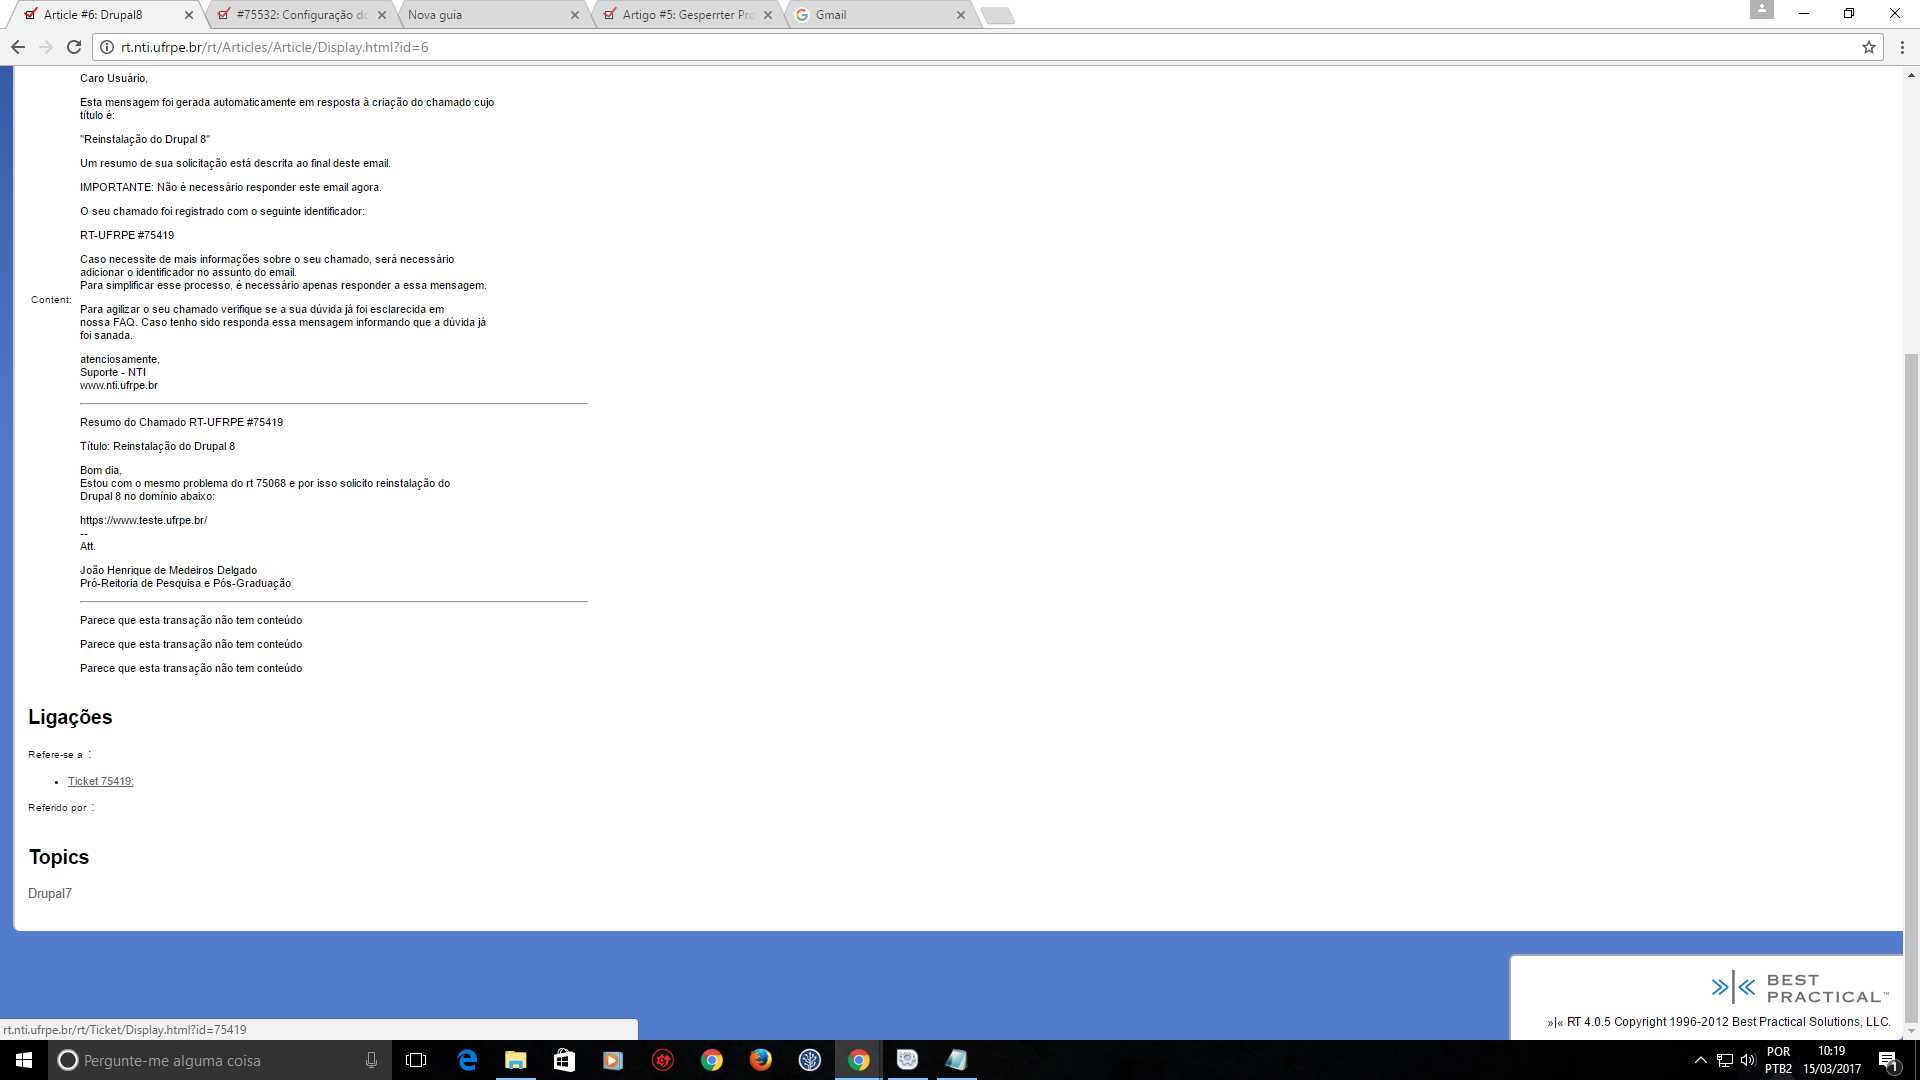 Article #6: Drupal8
#75532: Configuração do
Nova guia
Artigo #5: Gesperrter Pro
Gmail
rt.nti.ufrpe.br/rt/Articles/Article/Display.html?id=6
Caro Usuário,
Esta mensagem foi gerada automaticamente em resposta à criação do chamado cujo
título é:
"Reinstalação do Drupal 8"
Um resumo de sua solicitação está descrita ao final deste email.
IMPORTANTE: Não é necessário responder este email agora.
O seu chamado foi registrado com o seguinte identificador:
RT-UFRPE #75419
Caso necessite de mais informações sobre o seu chamado, será necessário
adicionar o identificador no assunto do email.
Para simplificar esse processo, é necessário apenas responder a essa mensagem.
Content:
Para agilizar o seu chamado verifique se a sua dúvida já foi esclarecida em
nossa FAQ. Caso tenho sido responda essa mensagem informando que a dúvida já
foi sanada.
atenciosamente,
Suporte - NTI
www.nti.ufrpe.br
Resumo do Chamado RT-UFRPE #75419
Título: Reinstalação do Drupal 8
Bom dia,
Estou com o mesmo problema do rt 75068 e por isso solicito reinstalação do
Drupal 8 no domínio abaixo:
https://www.teste.ufrpe.br/
--
Att.
João Henrique de Medeiros Delgado
Pró-Reitoria de Pesquisa e Pós-Graduação
Parece que esta transação não tem conteúdo
Parece que esta transação não tem conteúdo
Parece que esta transação não tem conteúdo
Ligações
Refere-se a :
• Ticket 75419:
Referido por :
Topics
Drupal7
BEST
PRACTICAL™
»|« RT 4.0.5 Copyright 1996-2012 Best Practical Solutions, LLC.
rt.nti.ufrpe.br/rt/Ticket/Display.html?id=75419
Pergunte-me alguma coisa
POR
PTB2
10:19
15/03/2017
1